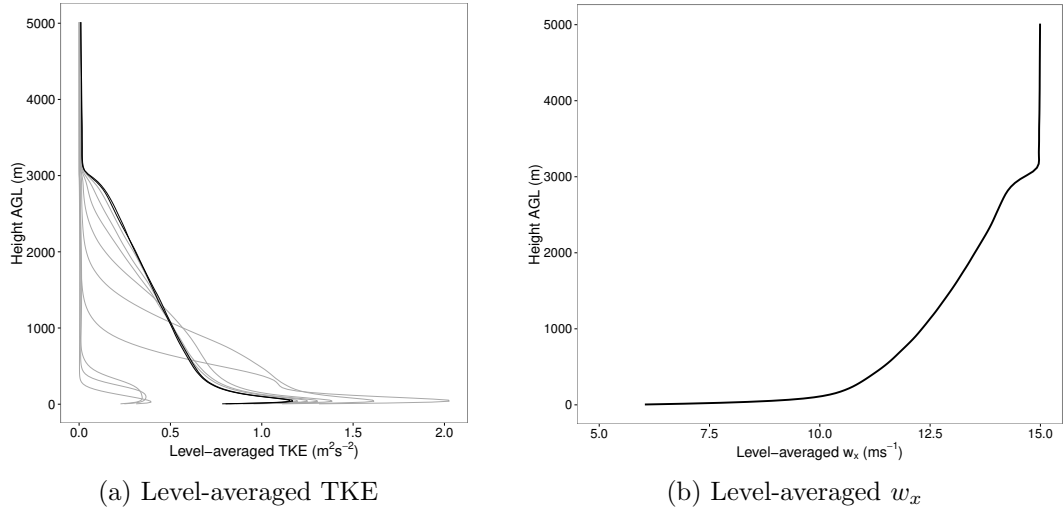 5000
4000
3000
2000
1000
0
Height AGL (m)
0.0 0.5 1.0 1.5 2.0
Level−averaged TKE (m²s⁻²)
(a) Level-averaged TKE
5000
4000
3000
2000
1000
0
Height AGL (m)
5.0 7.5 10.0 12.5 15.0
Level−averaged wₓ (ms⁻¹)
(b) Level-averaged wₓ